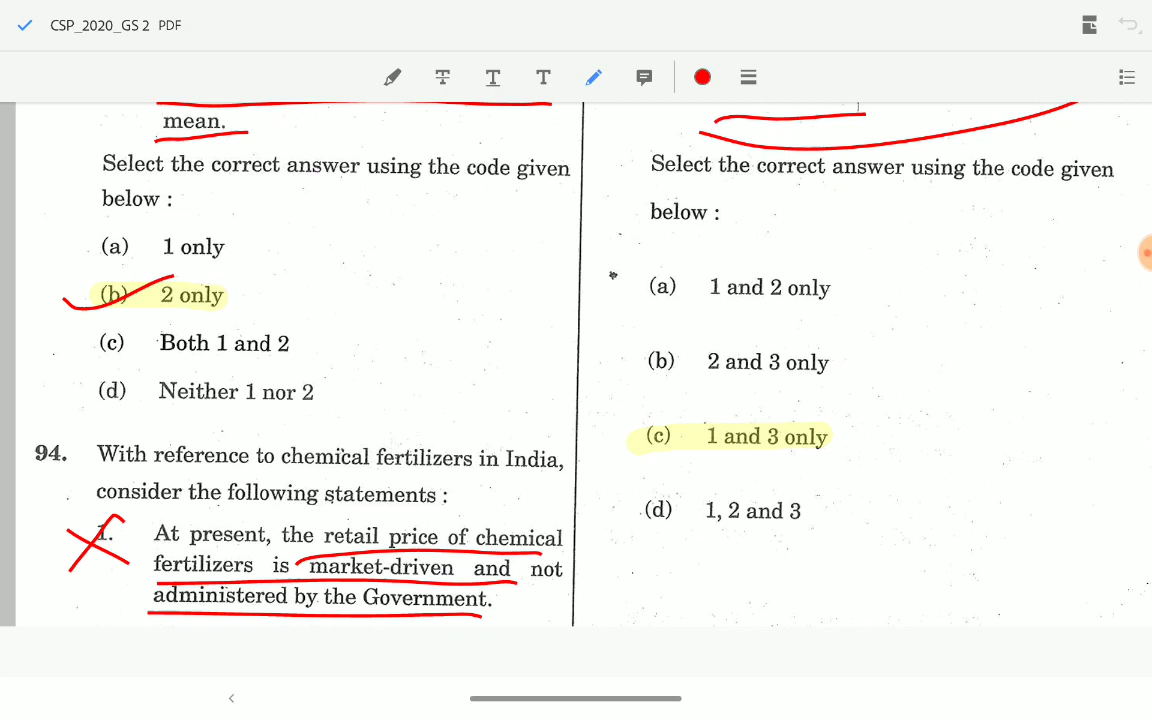 CSP_2020_GS 2 PDF
mean.
Select the correct answer using the code given
below :
(a) 1 only
(b) 2 only
(c) Both 1 and 2
(d) Neither 1 nor 2
94. With reference to chemical fertilizers in India,
consider the following statements :
1. At present, the retail price of chemical
fertilizers is market-driven and not
administered by the Government.
Select the correct answer using the code given
below :
(a) 1 and 2 only
(b) 2 and 3 only
(c) 1 and 3 only
(d) 1, 2 and 3